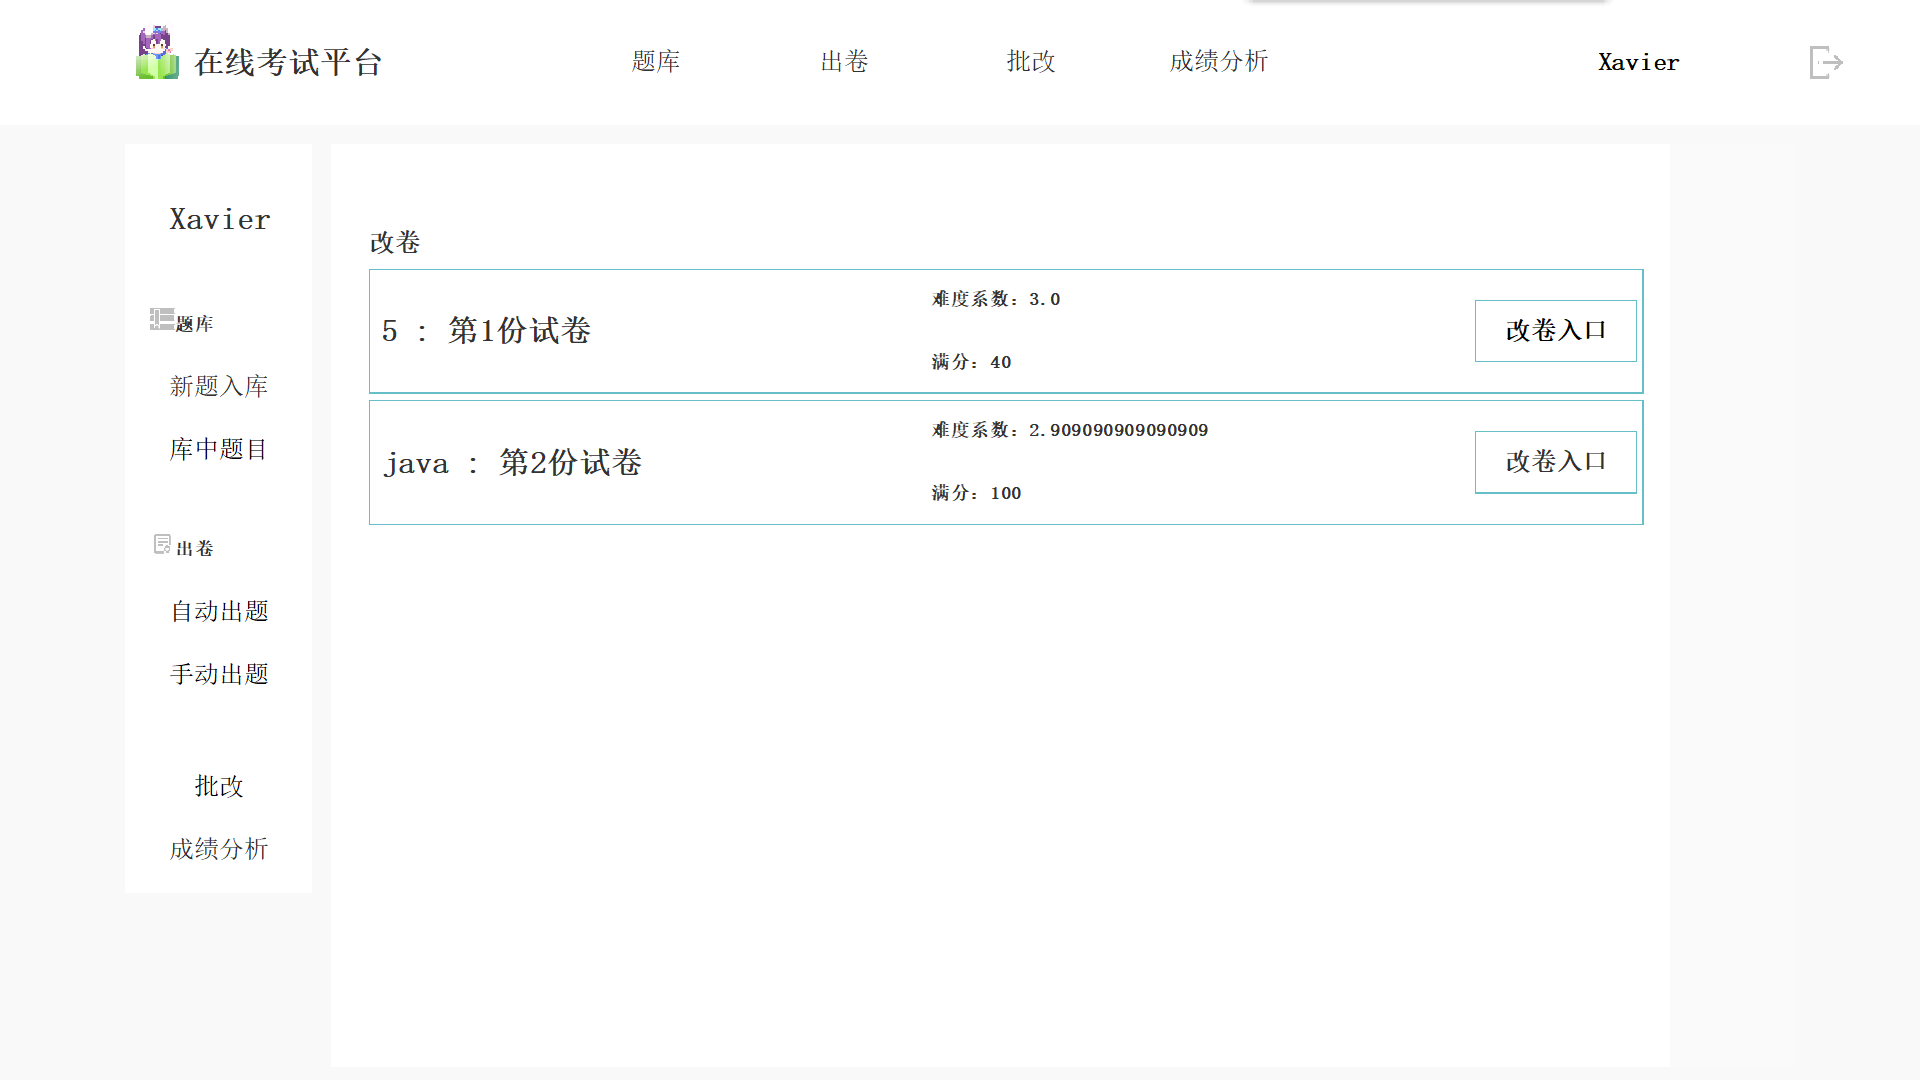 在线考试平台
题库
出卷
批改
成绩分析
Xavier
Xavier
题库
新题入库
库中题目
出卷
自动出题
手动出题
批改
成绩分析
改卷
5 : 第1份试卷
难度系数：3.0
满分：40
改卷入口
java : 第2份试卷
难度系数：2.909090909090909
满分：100
改卷入口